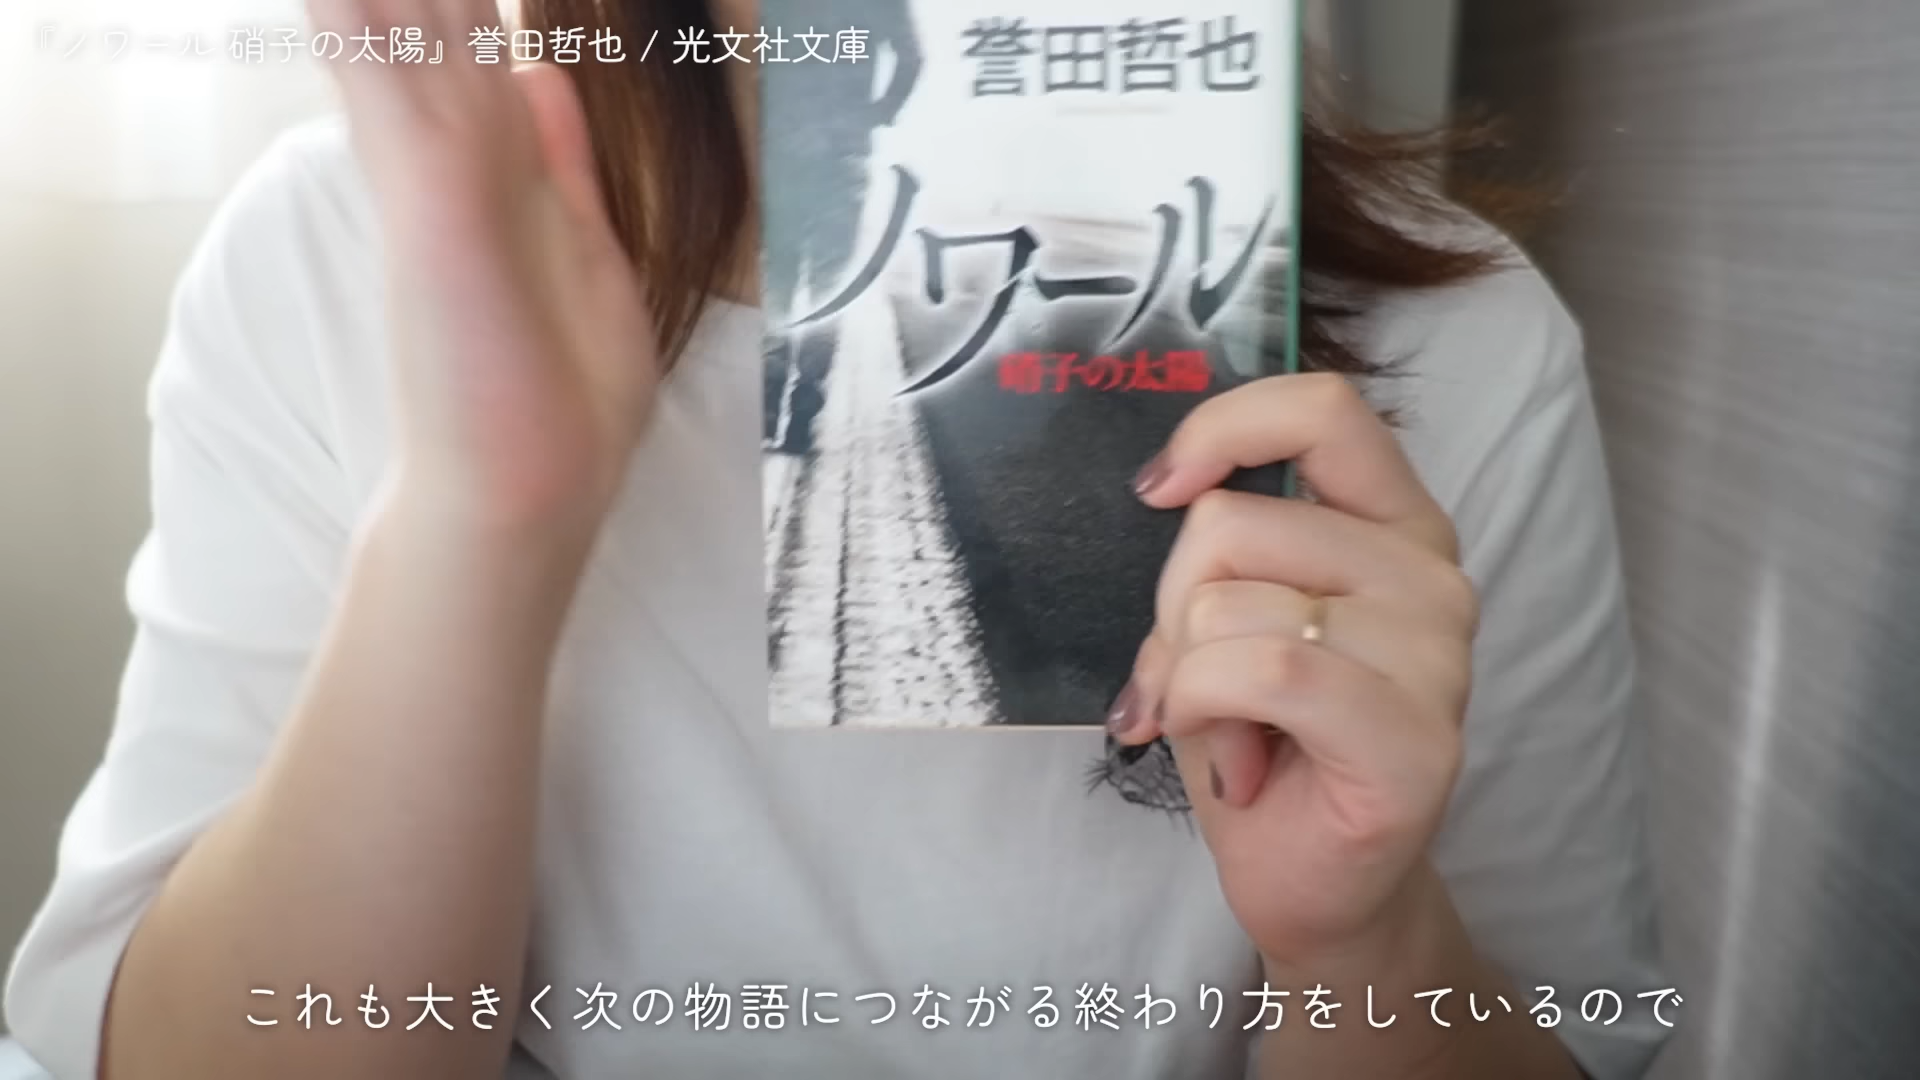 『ノワール 硝子の太陽』誉田哲也 / 光文社文庫
誉田哲也
ノワール
硝子の太陽
これも大きく次の物語につながる終わり方をしているので